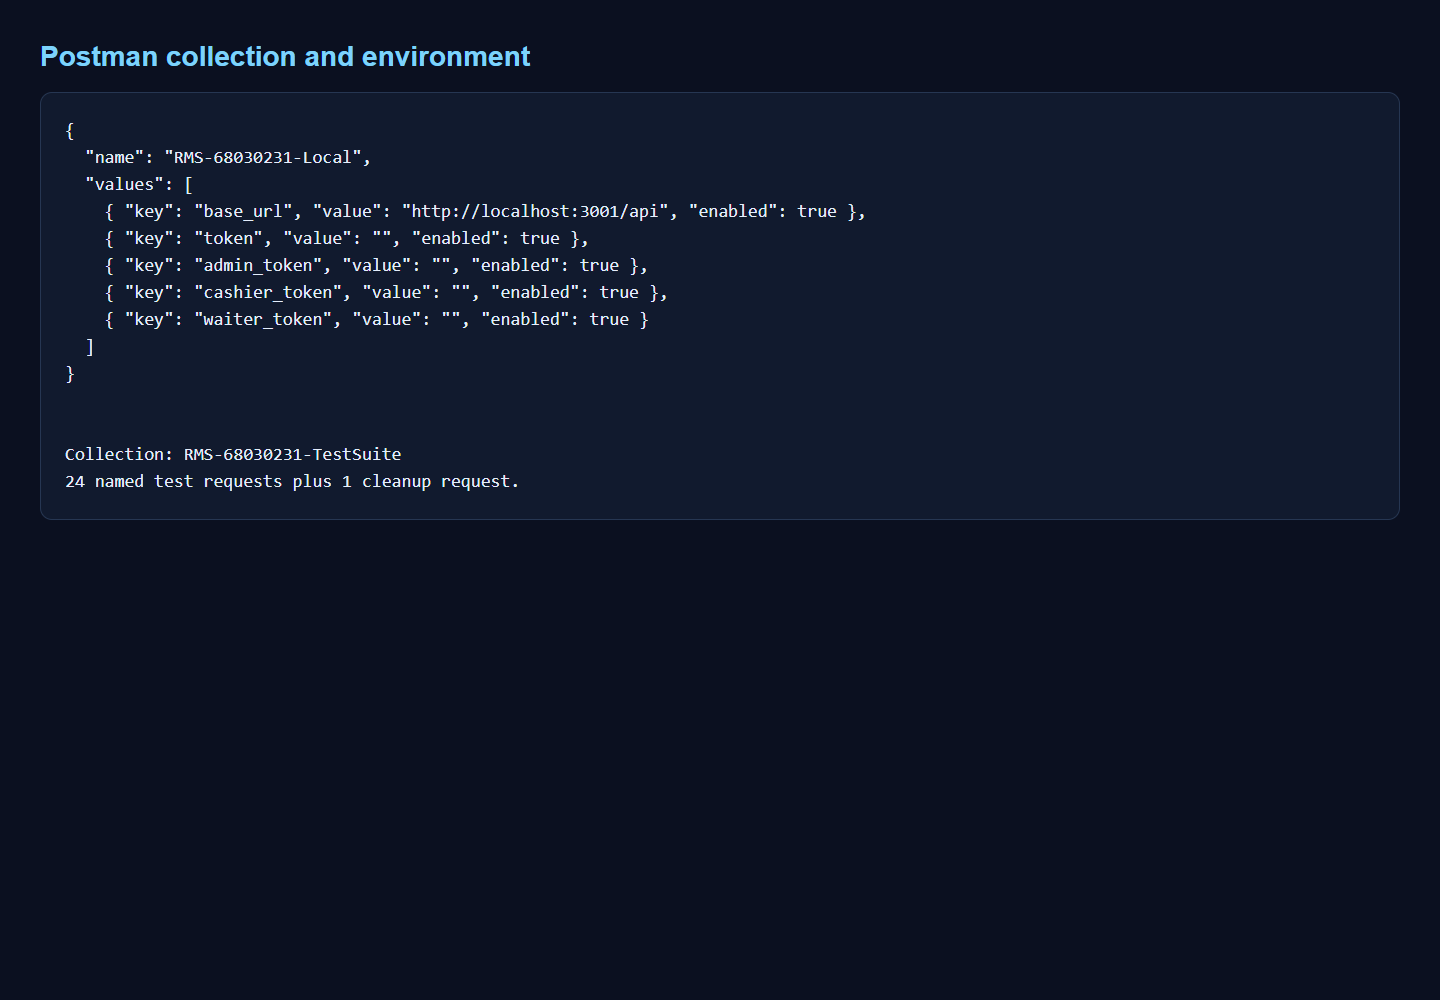 Postman collection and environment
{
  "name": "RMS-68030231-Local",
  "values": [
    { "key": "base_url", "value": "http://localhost:3001/api", "enabled": true },
    { "key": "token", "value": "", "enabled": true },
    { "key": "admin_token", "value": "", "enabled": true },
    { "key": "cashier_token", "value": "", "enabled": true },
    { "key": "waiter_token", "value": "", "enabled": true }
  ]
}
Collection: RMS-68030231-TestSuite
24 named test requests plus 1 cleanup request.